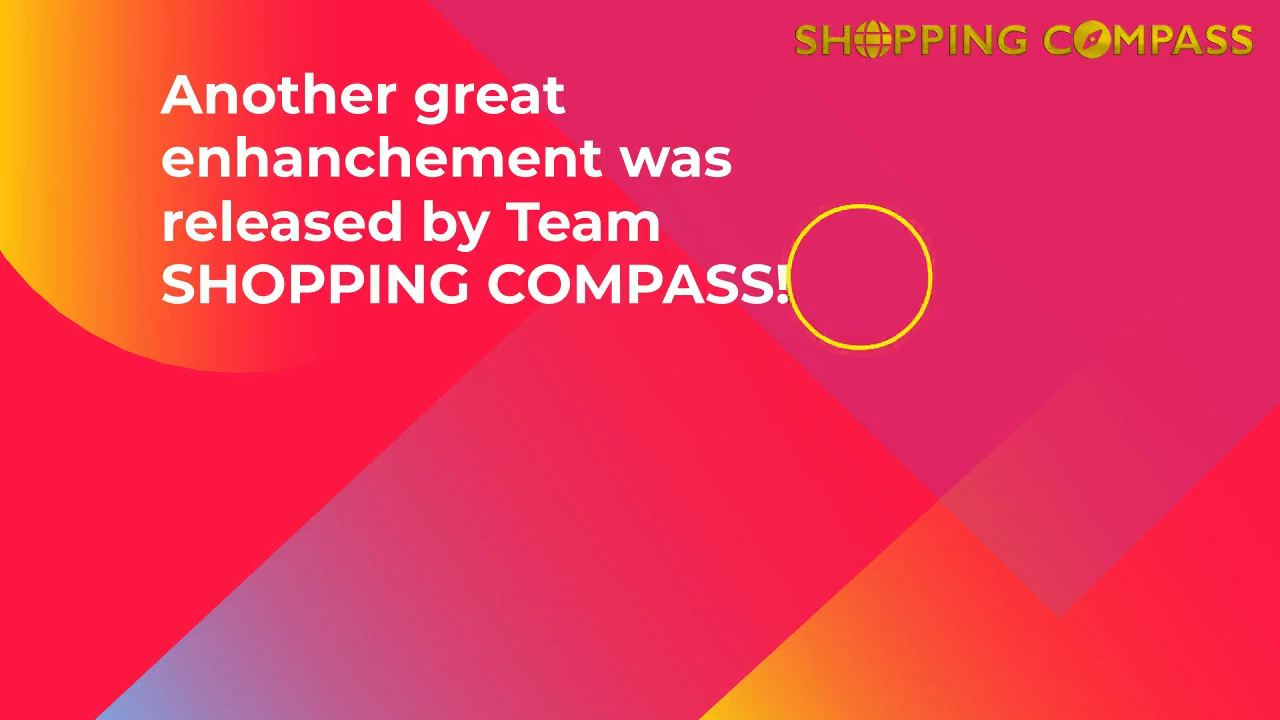 SHOPPING COMPASS
Another great
enhanchement was
released by Team
SHOPPING COMPASS!